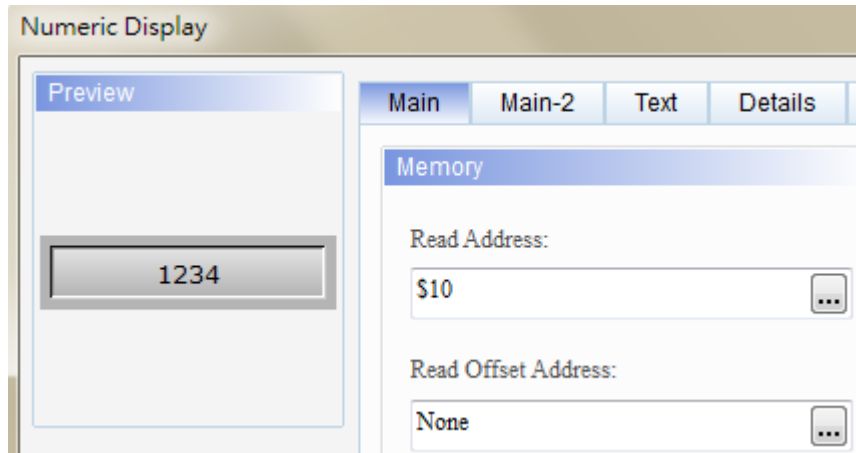 Numeric Display
Preview
1234
Main Main-2 Text Details
Memory
Read Address:
$10
...
Read Offset Address:
None
...